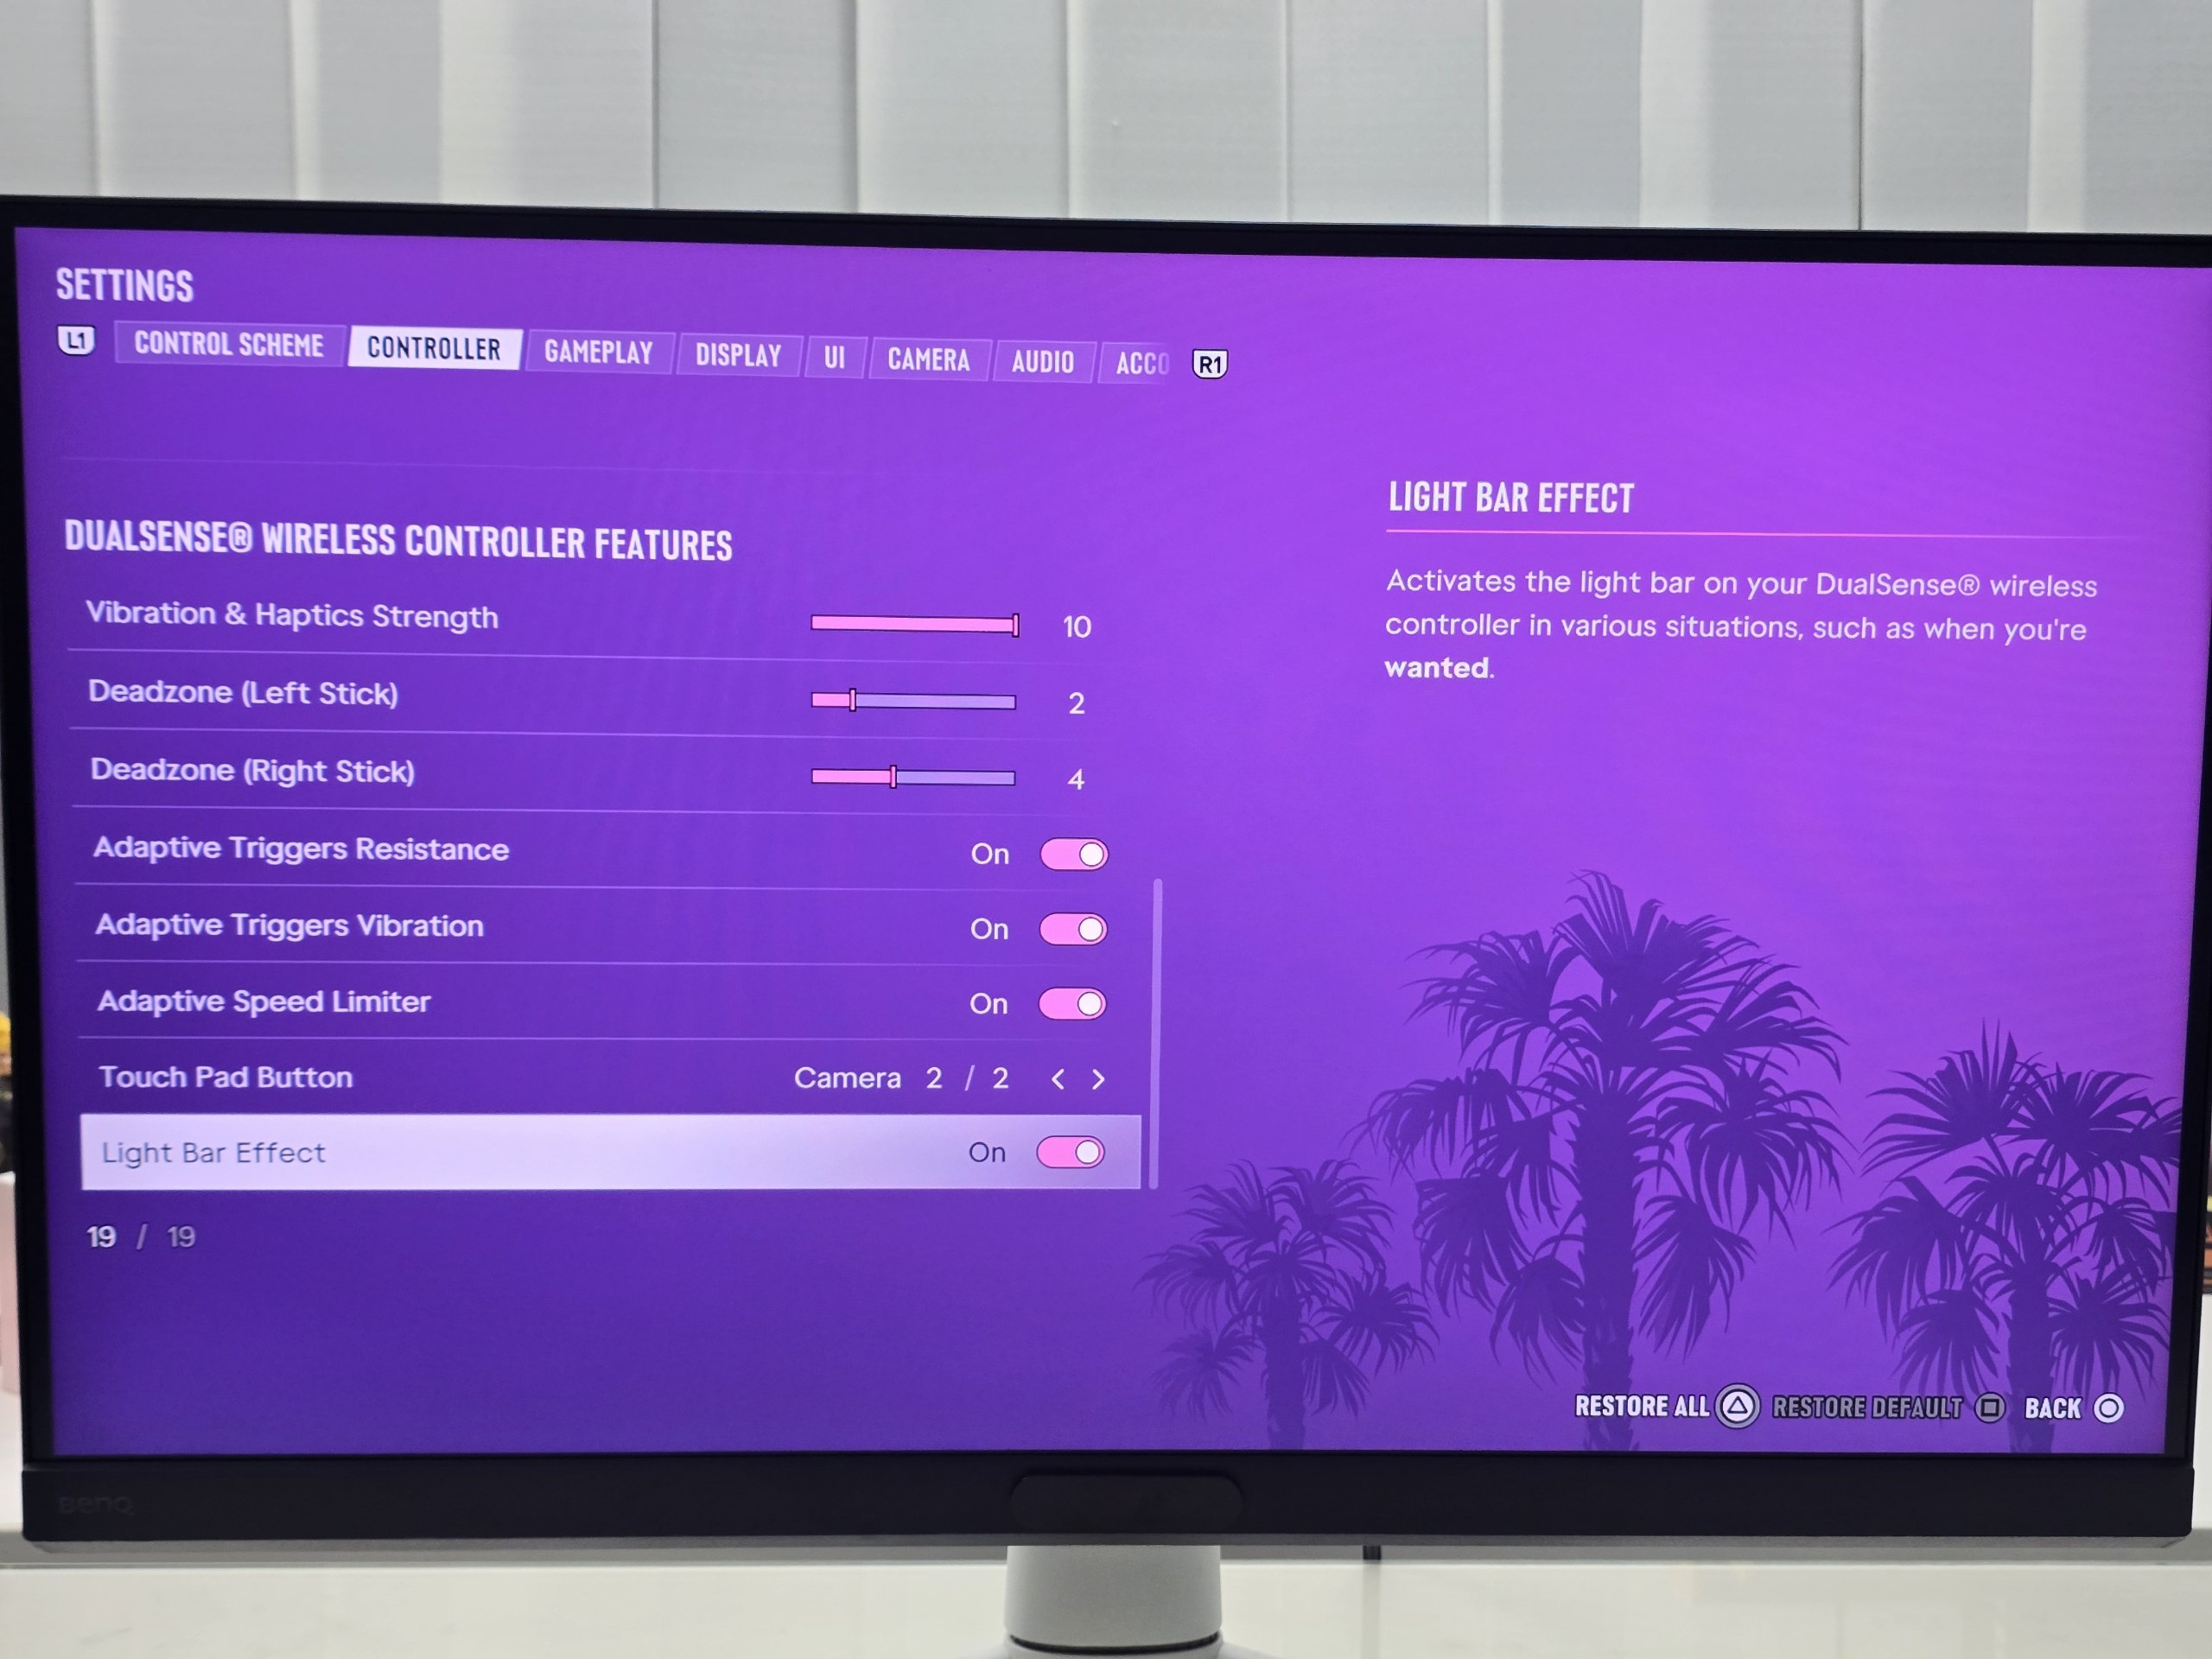 SETTINGS
L1 CONTROL SCHEME CONTROLLER GAMEPLAY DISPLAY UI CAMERA AUDIO ACCO R1
DUALSENSE® WIRELESS CONTROLLER FEATURES
Vibration & Haptics Strength 10
Deadzone (Left Stick) 2
Deadzone (Right Stick) 4
Adaptive Triggers Resistance On
Adaptive Triggers Vibration On
Adaptive Speed Limiter On
Touch Pad Button Camera 2 / 2 < >
Light Bar Effect On
19 / 19
LIGHT BAR EFFECT
Activates the light bar on your DualSense® wireless
controller in various situations, such as when you're
wanted.
RESTORE ALL RESTORE DEFAULT BACK
BenQ